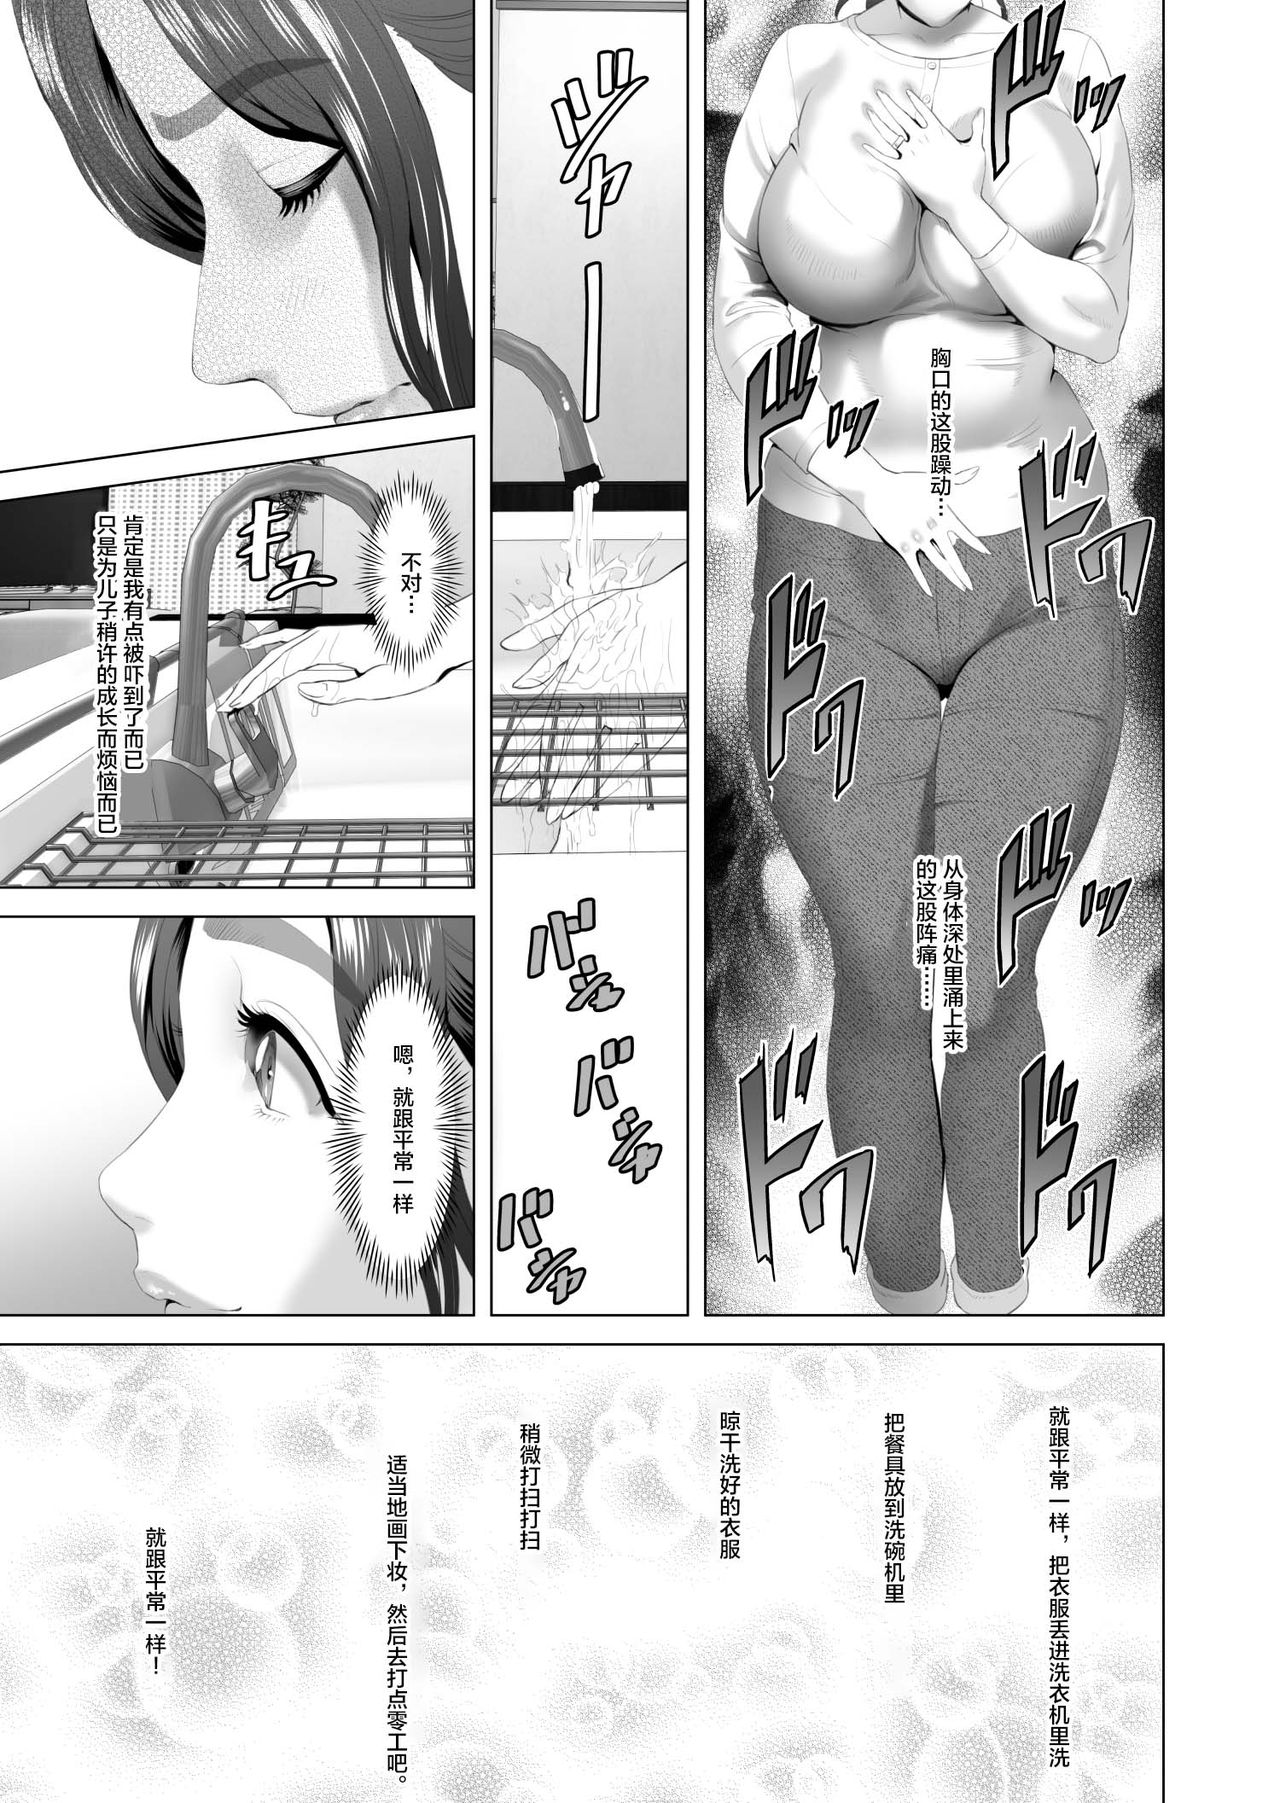 胸口的这股躁动…
从身体深处里涌上来
的这股阵痛……
ドクッ
ドクッ
ドクッ
ドクッ
ドクッ
ジャーーー
バシャ
バシャ
バシャ
不对…
キュッ
肯定是我有点被吓到了而已
只是为儿子稍许的成长而烦恼而已
嗯，就跟平常一样
就跟平常一样，把衣服丢进洗衣机里洗
把餐具放到洗碗机里
晾干洗好的衣服
稍微打扫打扫
适当地画下妆，然后去打点零工吧。
就跟平常一样！